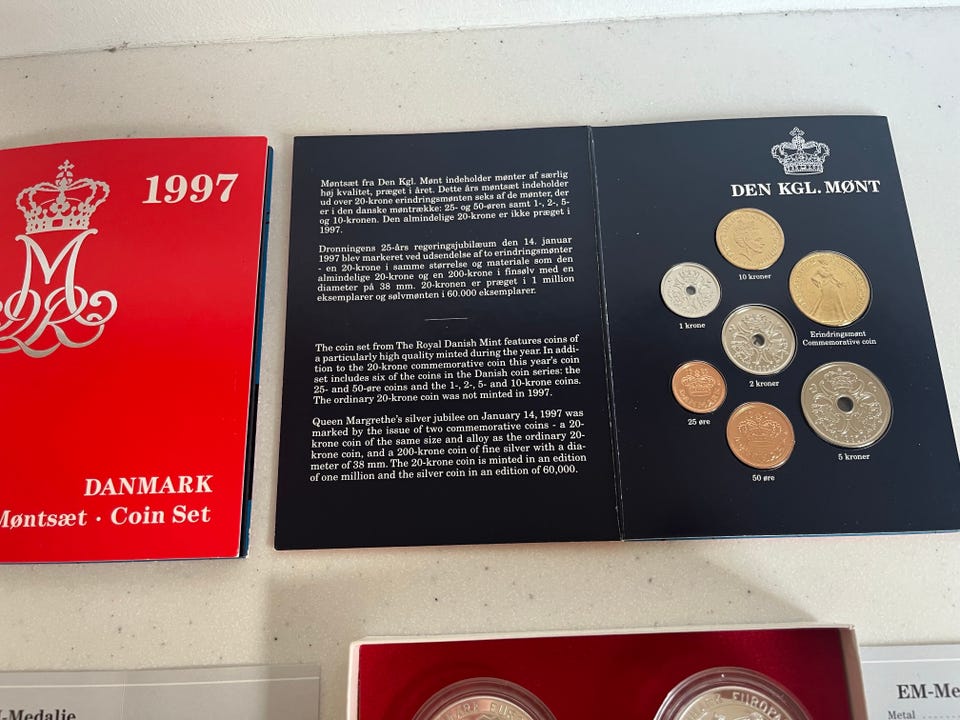 1997
DANMARK
Møntsæt · Coin Set
Møntsæt fra Den Kgl. Mønt indeholder mønter af særlig
høj kvalitet, præget i året. Dette års møntsæt indeholder
ud over 20-krone erindringsmønten seks af de mønter, der
er i den danske møntrække: 25- og 50-øren samt 1-, 2-, 5-
og 10-kronen. Den almindelige 20-krone er ikke præget i
1997.
Dronningens 25-års regeringsjubilæum den 14. januar
1997 blev markeret ved udsendelse af to erindringsmønter
- en 20-krone i samme størrelse og materiale som den
almindelige 20-krone og en 200-krone i finsølv med en
diameter på 38 mm. 20-kronen er præget i 1 million
eksemplarer og sølvmønten i 60.000 eksemplarer.
The coin set from The Royal Danish Mint features coins of
a particularly high quality minted during the year. In addi-
tion to the 20-krone commemorative coin this year's coin
set includes six of the coins in the Danish coin series: the
25- and 50-øre coins and the 1-, 2-, 5- and 10-krone coins.
The ordinary 20-krone coin was not minted in 1997.
Queen Margrethe's silver jubilee on January 14, 1997 was
marked by the issue of two commemorative coins - a 20-
krone coin of the same size and alloy as the ordinary 20-
krone coin, and a 200-krone coin of fine silver with a dia-
meter of 38 mm. The 20-krone coin is minted in an edition
of one million and the silver coin in an edition of 60,000.
DEN KGL. MØNT
10 kroner
1 krone
Erindringsmønt
Commemorative coin
2 kroner
25 øre
5 kroner
50 øre
-Medalje
EUROPA
EM-Me
Metal